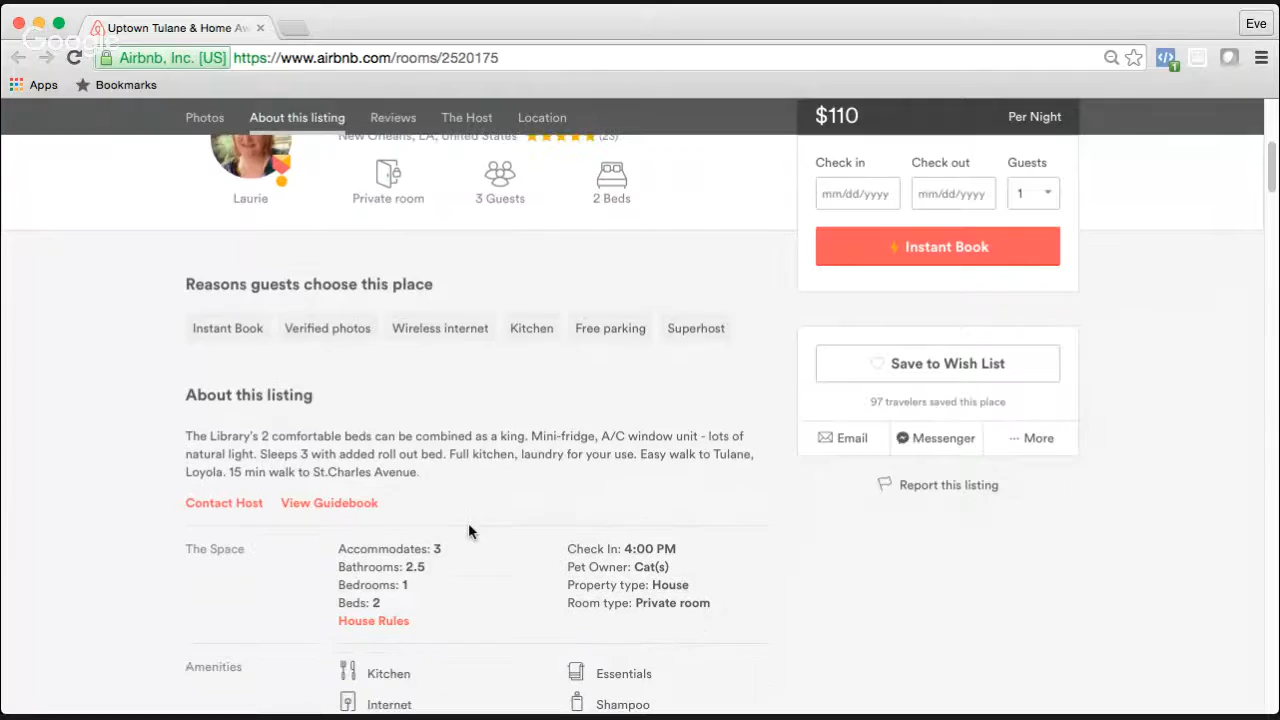 Uptown Tulane & Home Aw
Eve
Google
Airbnb, Inc. [US] https://www.airbnb.com/rooms/2520175
1
Apps Bookmarks
Photos About this listing Reviews The Host Location
$110 Per Night
New Orleans, LA, United States (23)
Check in Check out Guests
mm/dd/yyyy mm/dd/yyyy 1
Laurie Private room 3 Guests 2 Beds
Instant Book
Reasons guests choose this place
Instant Book Verified photos Wireless internet Kitchen Free parking Superhost
Save to Wish List
97 travelers saved this place
Email Messenger ··· More
Report this listing
About this listing
The Library's 2 comfortable beds can be combined as a king. Mini-fridge, A/C window unit - lots of
natural light. Sleeps 3 with added roll out bed. Full kitchen, laundry for your use. Easy walk to Tulane,
Loyola. 15 min walk to St.Charles Avenue.
Contact Host View Guidebook
The Space
Accommodates: 3 Check In: 4:00 PM
Bathrooms: 2.5 Pet Owner: Cat(s)
Bedrooms: 1 Property type: House
Beds: 2 Room type: Private room
House Rules
Amenities
Kitchen Essentials
Internet Shampoo